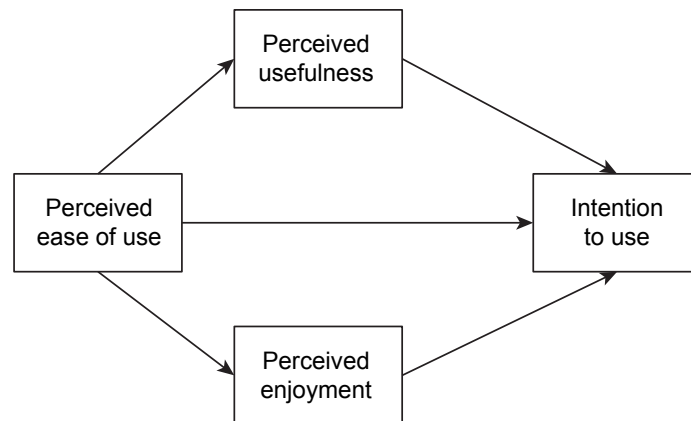 Perceived
usefulness
Perceived
ease of use
Intention
to use
Perceived
enjoyment